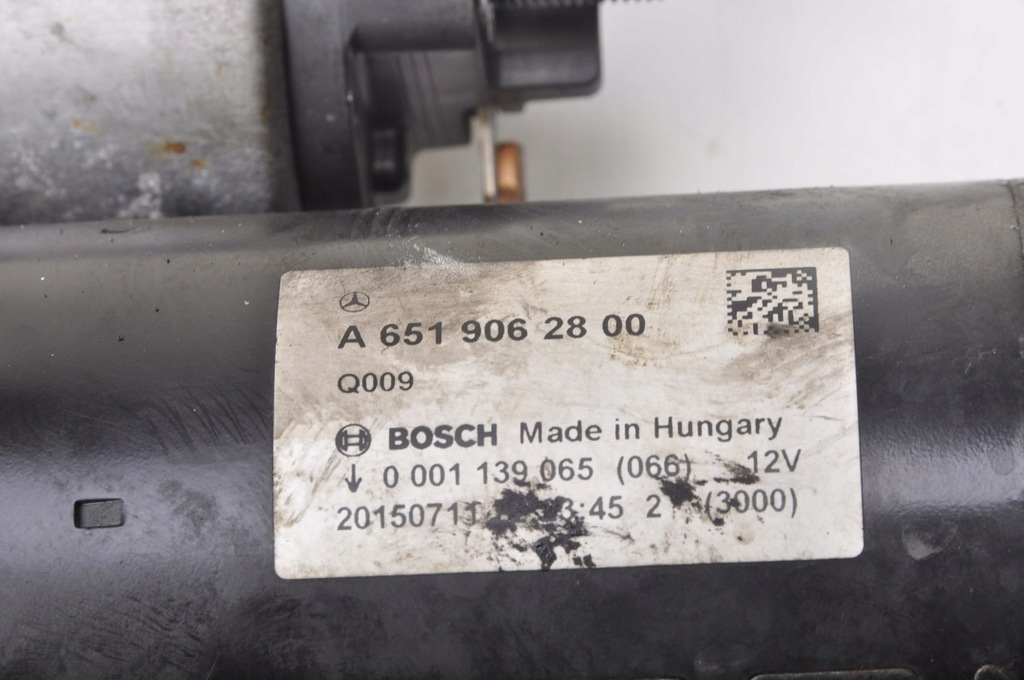 A 651 906 28 00
Q009
BOSCH Made in Hungary
↓ 0 001 139 065 (066) 12V
20150711 3:45 2 (3000)